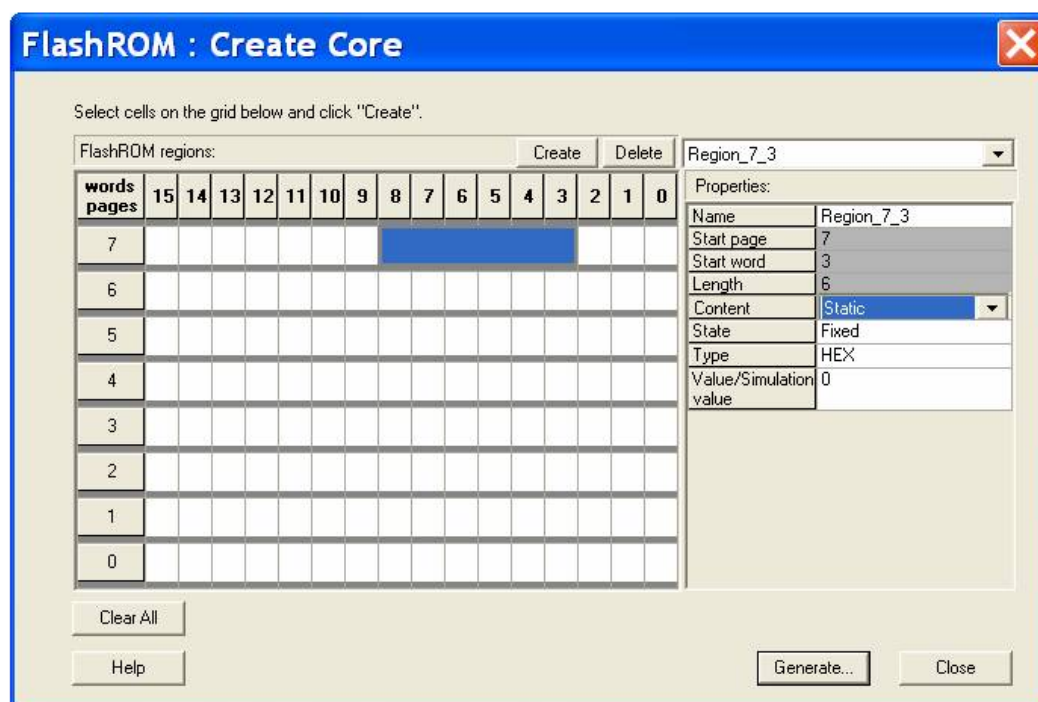 FlashROM : Create Core
Select cells on the grid below and click "Create".
FlashROM regions:
Create
Delete
Region_7_3
words pages 15 14 13 12 11 10 9 8 7 6 5 4 3 2 1 0
7
6
5
4
3
2
1
0
Properties:
Name Region_7_3
Start page 7
Start word 3
Length 6
Content Static
State Fixed
Type HEX
Value/Simulation 0
value
Clear All
Help
Generate...
Close